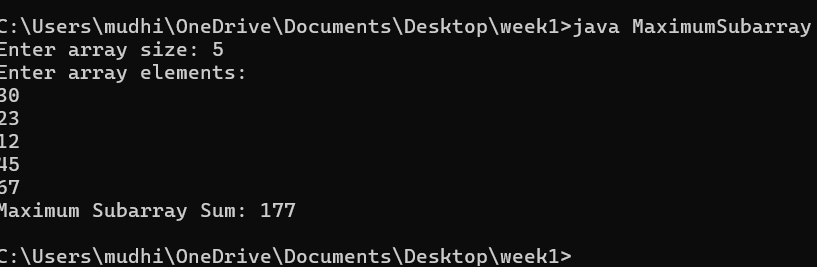 C:\Users\mudhi\OneDrive\Documents\Desktop\week1>java MaximumSubarray
Enter array size: 5
Enter array elements:
30
23
12
45
67
Maximum Subarray Sum: 177
C:\Users\mudhi\OneDrive\Documents\Desktop\week1>